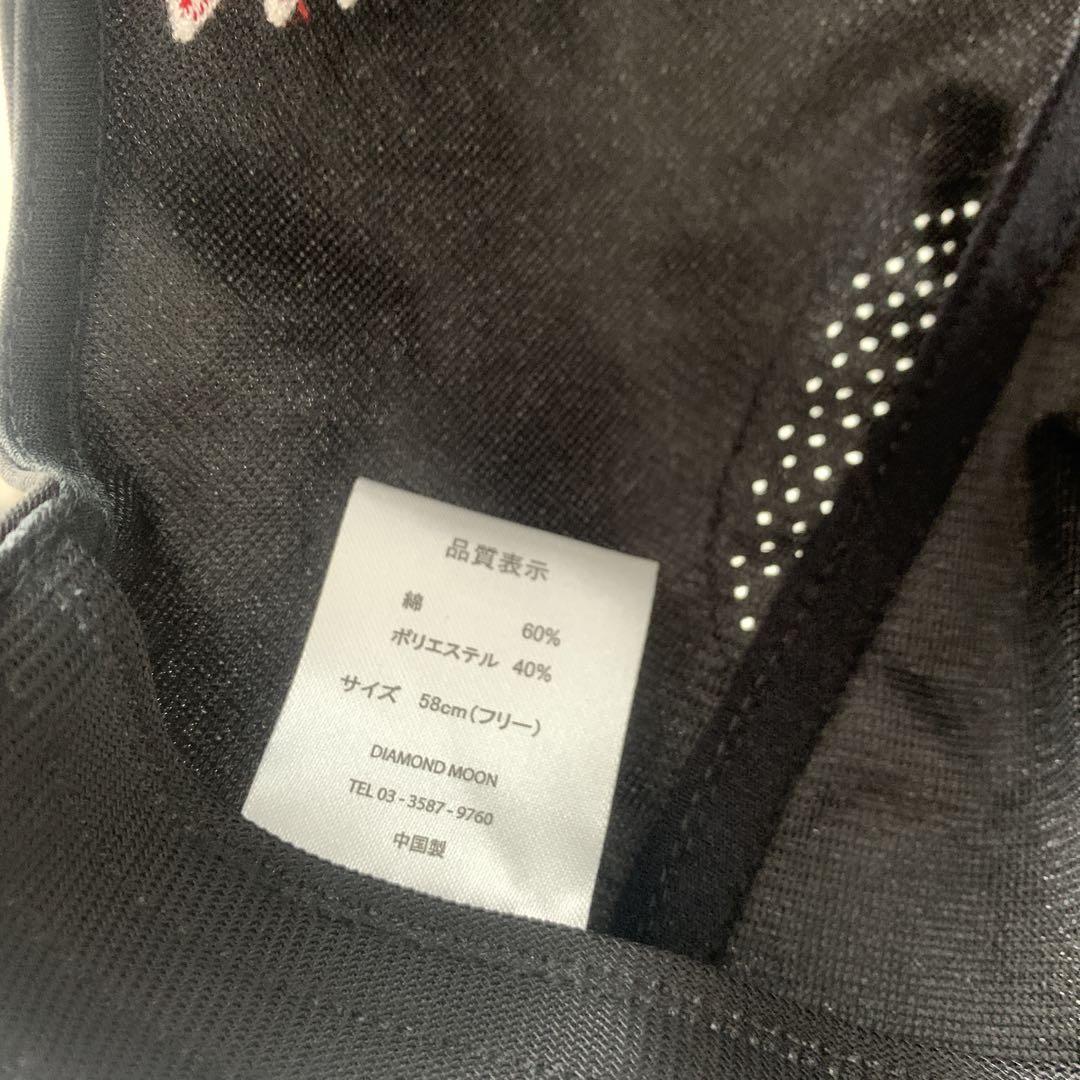 品質表示
綿 60%
ポリエステル 40%
サイズ 58cm(フリー)
DIAMOND MOON
TEL 03 - 3587 - 9760
中国製